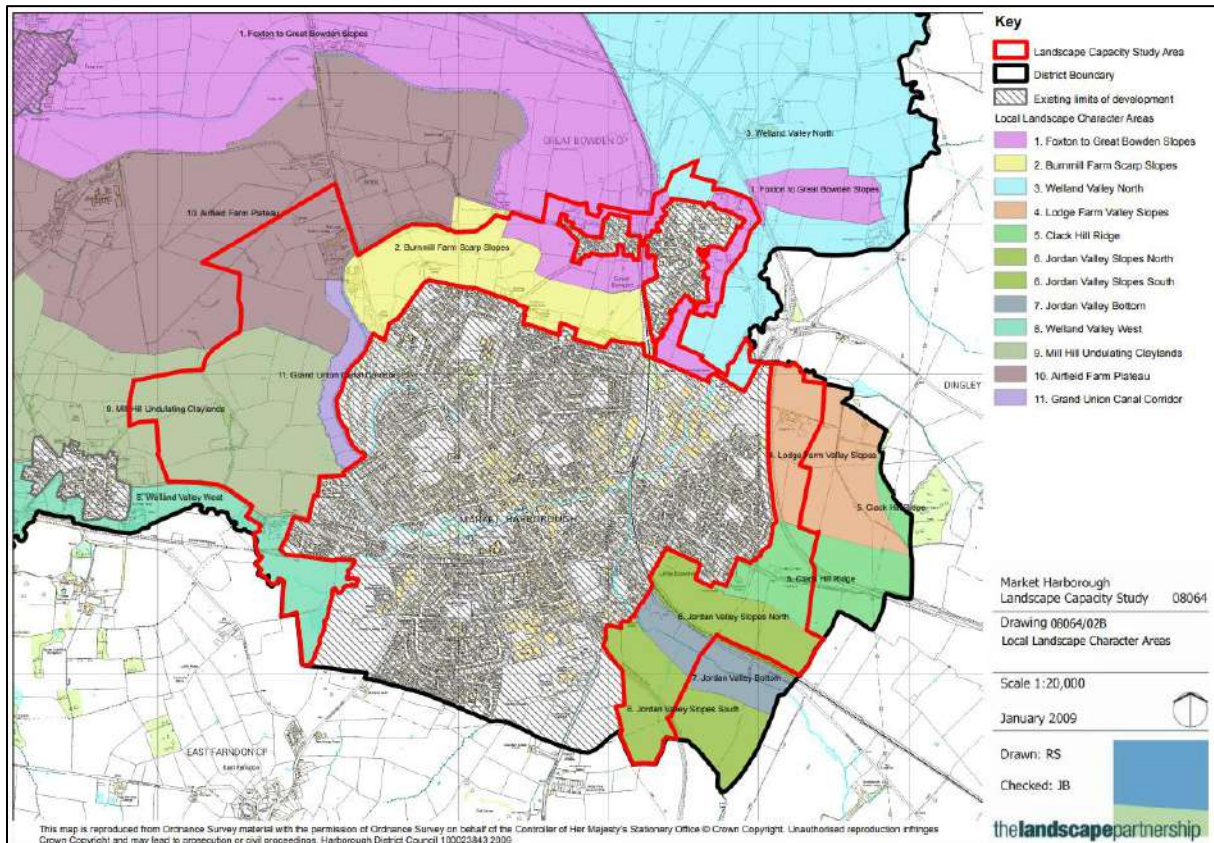 1. Foxton to Great Bowden Slopes
3. Welland Valley North
GREAT BOWDEN CP
1. Foxton to Great Bowden Slopes
10. Airfield Farm Plateau
2. Burnmill Farm Scarp Slopes
Great Bowden
11. Grand Union Canal Corridor
DINGLEY
9. Mill Hill Undulating Claylands
4. Lodge Farm Valley Slopes
8. Welland Valley West
5. Clack Hill Ridge
MARKET HARBOROUGH
5. Clack Hill Ridge
6. Jordan Valley Slopes North
7. Jordan Valley Bottom
6. Jordan Valley Slopes South
EAST FARNDON CP
East Farndon
Key
Landscape Capacity Study Area
District Boundary
Existing limits of development
Local Landscape Character Areas
1. Foxton to Great Bowden Slopes
2. Burnmill Farm Scarp Slopes
3. Welland Valley North
4. Lodge Farm Valley Slopes
5. Clack Hill Ridge
6. Jordan Valley Slopes North
6. Jordan Valley Slopes South
7. Jordan Valley Bottom
8. Welland Valley West
9. Mill Hill Undulating Claylands
10. Airfield Farm Plateau
11. Grand Union Canal Corridor
Market Harborough
Landscape Capacity Study 08064
Drawing 08064/02B
Local Landscape Character Areas
Scale 1:20,000
January 2009
Drawn: RS
Checked: JB
thelandscapepartnership
This map is reproduced from Ordnance Survey material with the permission of Ordnance Survey on behalf of the Controller of Her Majesty's Stationery Office © Crown Copyright. Unauthorised reproduction infringes
Crown Copyright and may lead to prosecution or civil proceedings. Harborough District Council 100023843 2009